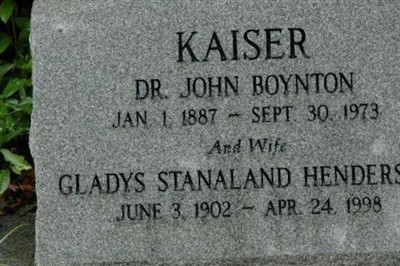 KAISER
DR. JOHN BOYNTON
JAN. 1. 1887 – SEPT. 30. 1973
And Wife
GLADYS STANALAND HENDERS
JUNE 3. 1902 – APR. 24. 1998